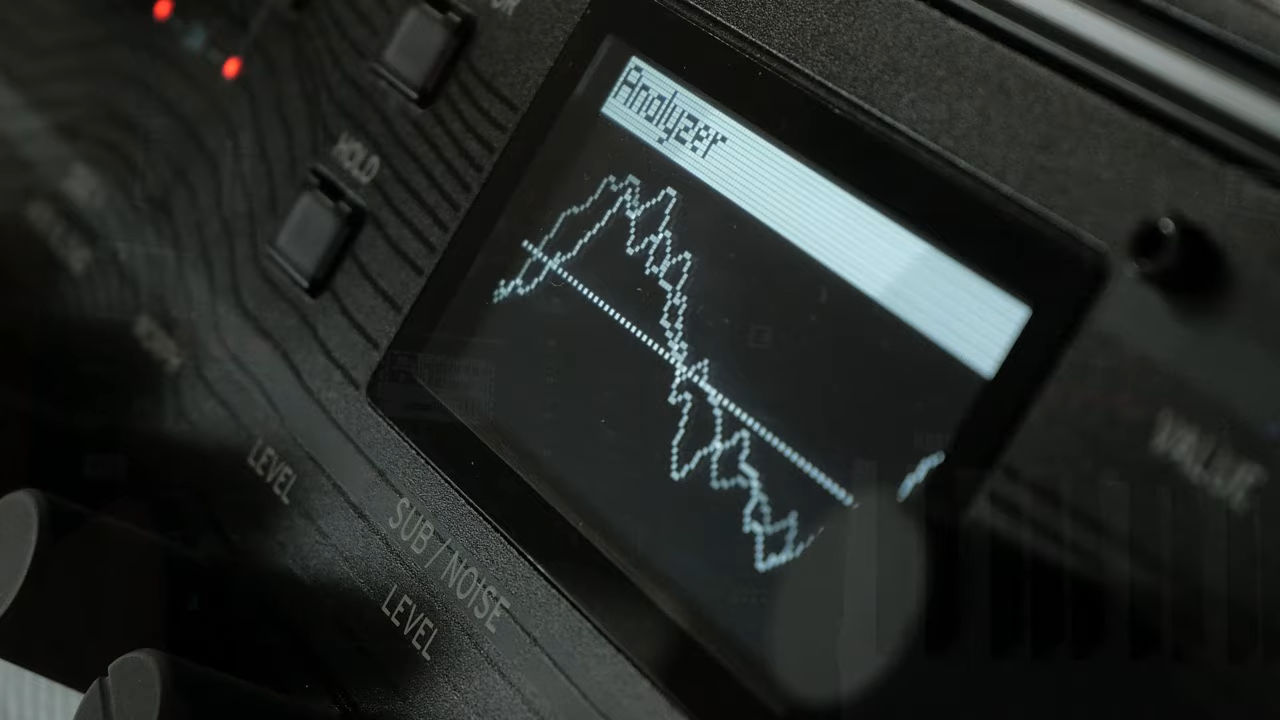 Analyzer
HOLD
LEVEL
SUB / NOISE
LEVEL
VALUE